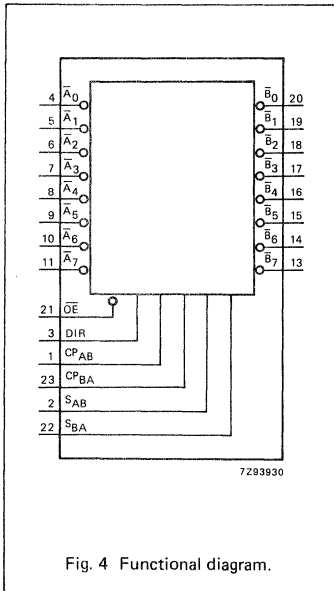 4 A̅0 B̅0 20
5 A̅1 B̅1 19
6 A̅2 B̅2 18
7 A̅3 B̅3 17
8 A̅4 B̅4 16
9 A̅5 B̅5 15
10 A̅6 B̅6 14
11 A̅7 B̅7 13
21 O̅E̅
3 DIR
1 CPAB
23 CPBA
2 SAB
22 SBA
7Z93930
Fig. 4 Functional diagram.